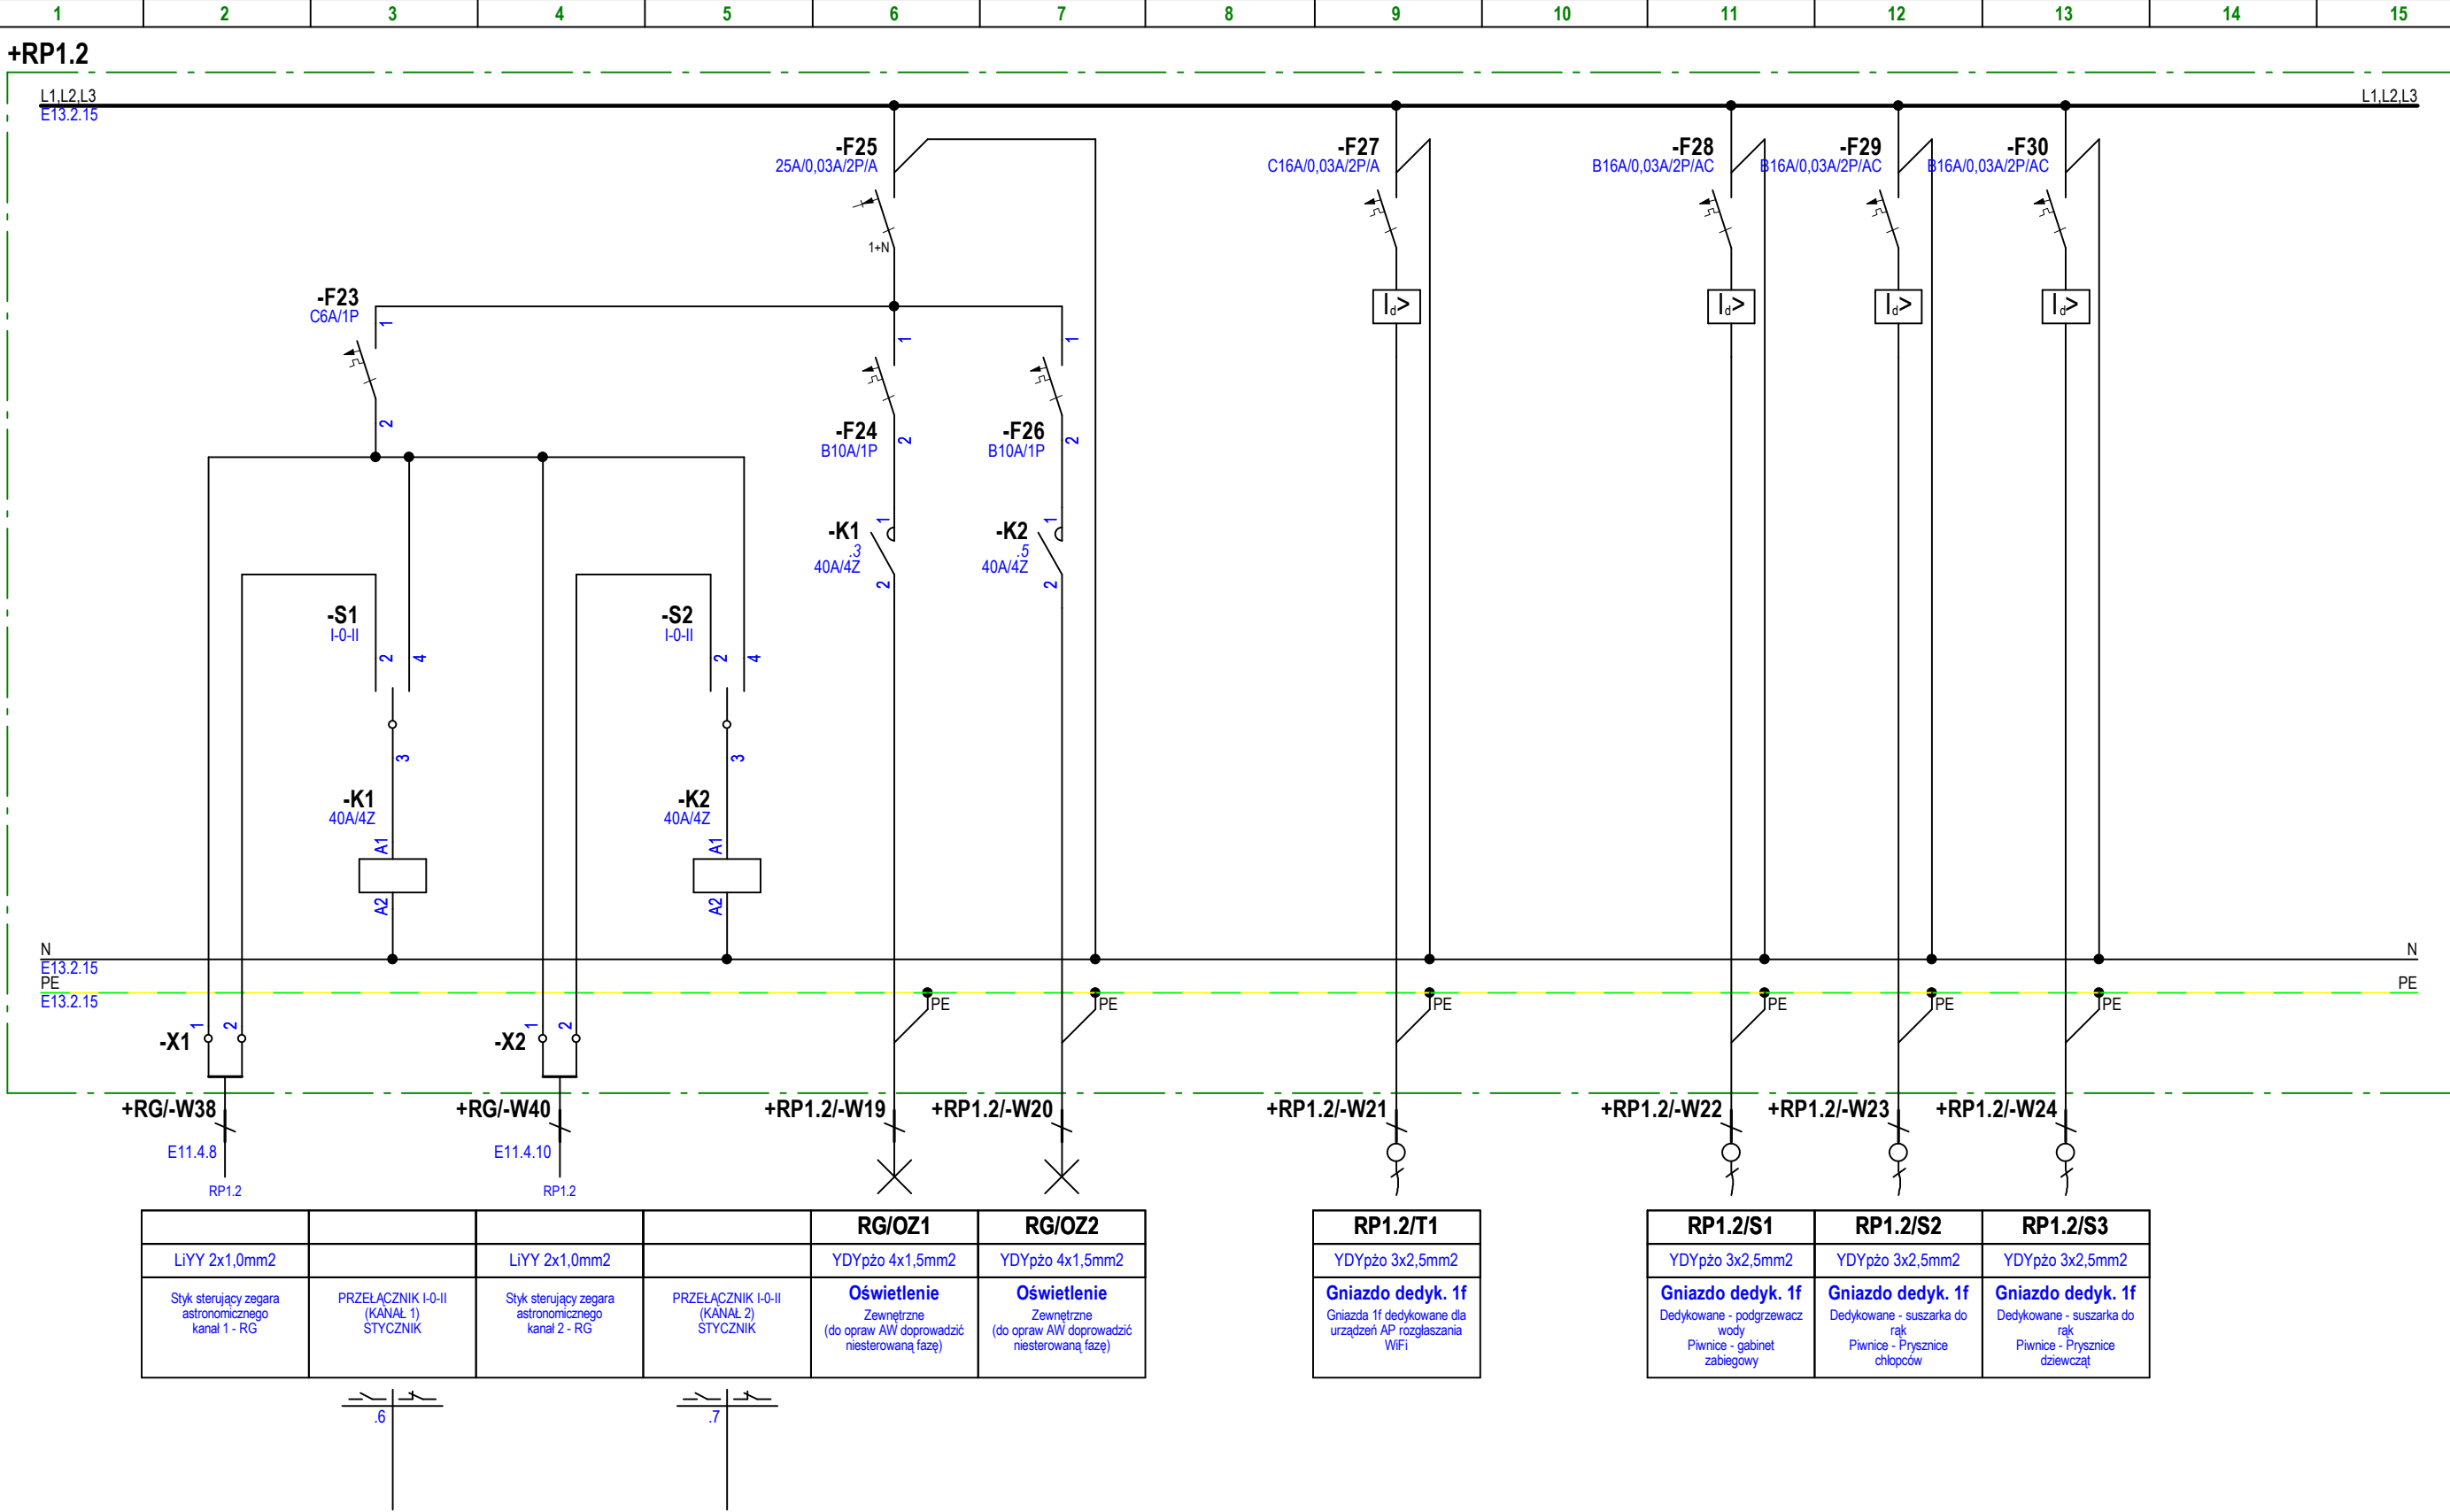 1 2 3 4 5 6 7 8 9 10 11 12 13 14 15
+RP1.2
L1,L2,L3
E13.2.15
L1,L2,L3
-F25
25A/0,03A/2P/A
1+N
-F27
C16A/0,03A/2P/A
-F28
B16A/0,03A/2P/AC
-F29
B16A/0,03A/2P/AC
-F30
B16A/0,03A/2P/AC
Id>
Id>
Id>
Id>
-F23
C6A/1P
1
2
1
-F24
B10A/1P
2
1
-F26
B10A/1P
2
-K1
.3
40A/4Z
1
2
-K2
.5
40A/4Z
1
2
-S1
I-0-II
2
4
3
-S2
I-0-II
2
4
3
-K1
40A/4Z
A1
A2
-K2
40A/4Z
A1
A2
N
E13.2.15
N
PE
E13.2.15
PE
PE
PE
PE
PE
PE
PE
-X1
1
2
-X2
1
2
+RG/-W38
E11.4.8
RP1.2
+RG/-W40
E11.4.10
RP1.2
+RP1.2/-W19
+RP1.2/-W20
+RP1.2/-W21
+RP1.2/-W22
+RP1.2/-W23
+RP1.2/-W24
LiYY 2x1,0mm2
Styk sterujący zegara
astronomicznego
kanał 1 - RG
PRZEŁĄCZNIK I-0-II
(KANAŁ 1)
STYCZNIK
LiYY 2x1,0mm2
Styk sterujący zegara
astronomicznego
kanał 2 - RG
PRZEŁĄCZNIK I-0-II
(KANAŁ 2)
STYCZNIK
RG/OZ1
YDYpżo 4x1,5mm2
Oświetlenie
Zewnętrzne
(do opraw AW doprowadzić
niesterowaną fazę)
RG/OZ2
YDYpżo 4x1,5mm2
Oświetlenie
Zewnętrzne
(do opraw AW doprowadzić
niesterowaną fazę)
RP1.2/T1
YDYpżo 3x2,5mm2
Gniazdo dedyk. 1f
Gniazda 1f dedykowane dla
urządzeń AP rozgłaszania
WiFi
RP1.2/S1
YDYpżo 3x2,5mm2
Gniazdo dedyk. 1f
Dedykowane - podgrzewacz
wody
Piwnice - gabinet
zabiegowy
RP1.2/S2
YDYpżo 3x2,5mm2
Gniazdo dedyk. 1f
Dedykowane - suszarka do
rąk
Piwnice - Prysznice
chłopców
RP1.2/S3
YDYpżo 3x2,5mm2
Gniazdo dedyk. 1f
Dedykowane - suszarka do
rąk
Piwnice - Prysznice
dziewcząt
.6
.7